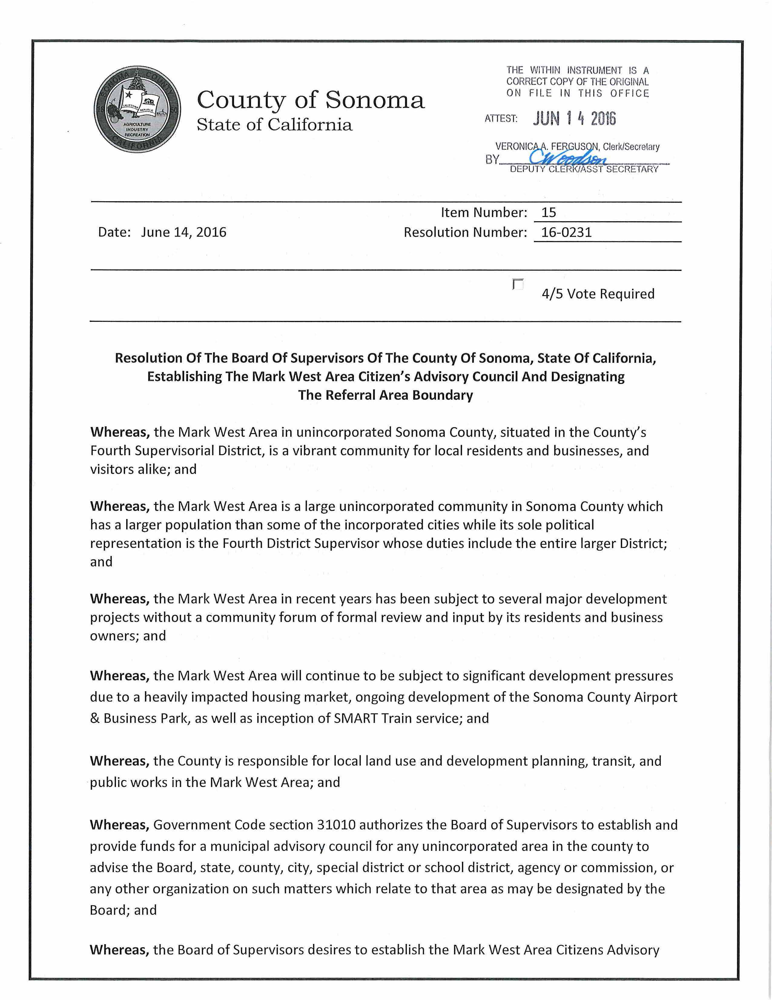 SONOMA COUNTY
18 50
CALIFORNIA
REPUBLIC
AGRICULTURE
INDUSTRY
RECREATION
CALIFORNIA
County of Sonoma
State of California
THE WITHIN INSTRUMENT IS A
CORRECT COPY OF THE ORIGINAL
ON FILE IN THIS OFFICE
ATTEST: JUN 14 2016
VERONICA A. FERGUSON, Clerk/Secretary
BY CWoodson
DEPUTY CLERK/ASST SECRETARY
Item Number: 15
Date: June 14, 2016 Resolution Number: 16-0231
4/5 Vote Required
Resolution Of The Board Of Supervisors Of The County Of Sonoma, State Of California,
Establishing The Mark West Area Citizen's Advisory Council And Designating
The Referral Area Boundary
Whereas, the Mark West Area in unincorporated Sonoma County, situated in the County's
Fourth Supervisorial District, is a vibrant community for local residents and businesses, and
visitors alike; and
Whereas, the Mark West Area is a large unincorporated community in Sonoma County which
has a larger population than some of the incorporated cities while its sole political
representation is the Fourth District Supervisor whose duties include the entire larger District;
and
Whereas, the Mark West Area in recent years has been subject to several major development
projects without a community forum of formal review and input by its residents and business
owners; and
Whereas, the Mark West Area will continue to be subject to significant development pressures
due to a heavily impacted housing market, ongoing development of the Sonoma County Airport
& Business Park, as well as inception of SMART Train service; and
Whereas, the County is responsible for local land use and development planning, transit, and
public works in the Mark West Area; and
Whereas, Government Code section 31010 authorizes the Board of Supervisors to establish and
provide funds for a municipal advisory council for any unincorporated area in the county to
advise the Board, state, county, city, special district or school district, agency or commission, or
any other organization on such matters which relate to that area as may be designated by the
Board; and
Whereas, the Board of Supervisors desires to establish the Mark West Area Citizens Advisory